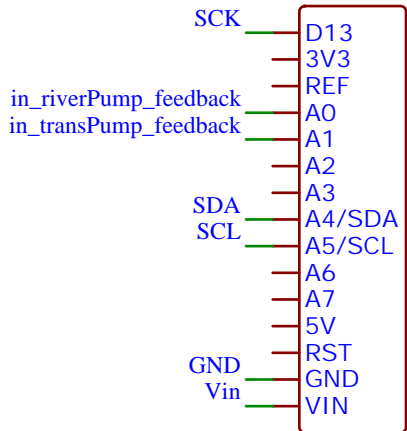 SCK D13
3V3
REF
in_riverPump_feedback A0
in_transPump_feedback A1
A2
A3
SDA A4/SDA
SCL A5/SCL
A6
A7
5V
RST
GND GND
Vin VIN